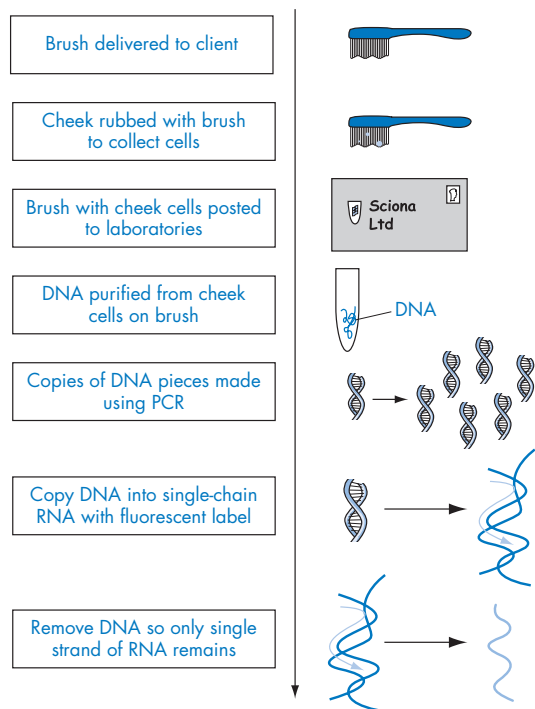 Brush delivered to client
Cheek rubbed with brush
to collect cells
Brush with cheek cells posted
to laboratories
Sciona
Ltd
DNA purified from cheek
cells on brush
DNA
Copies of DNA pieces made
using PCR
Copy DNA into single-chain
RNA with fluorescent label
Remove DNA so only single
strand of RNA remains